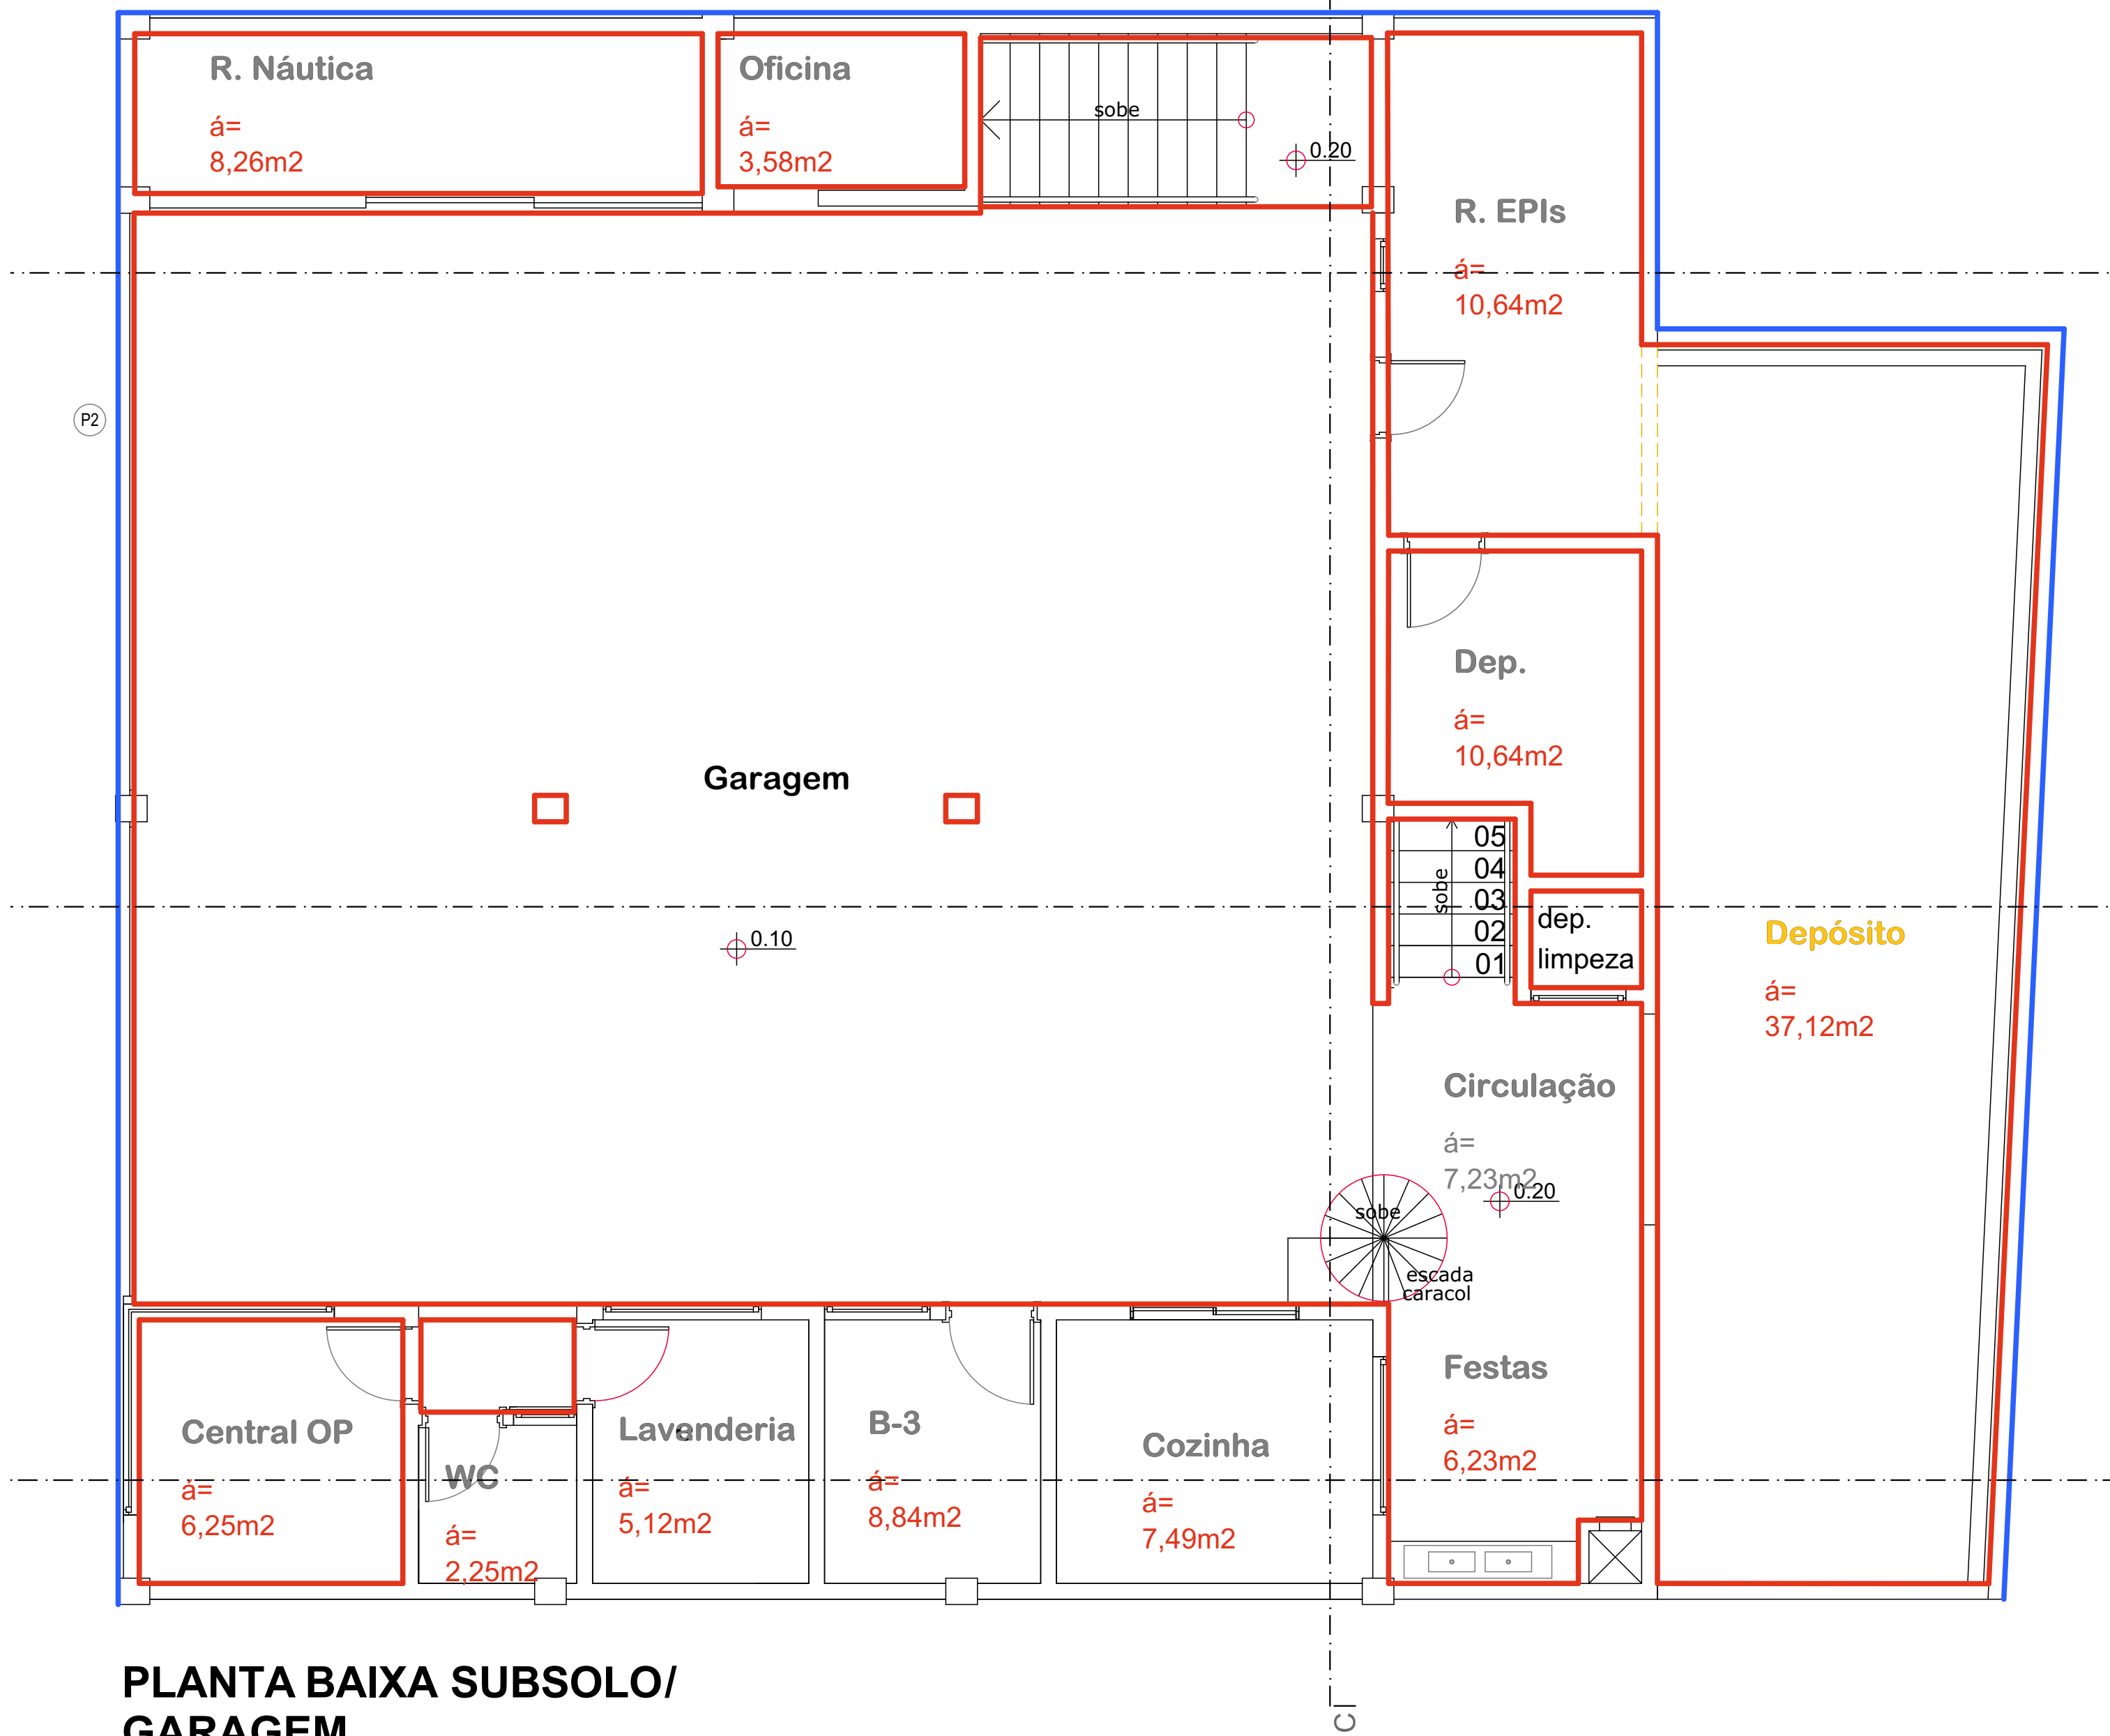 R. Náutica
á=
8,26m2
Oficina
á=
3,58m2
sobe
0.20
R. EPIs
á=
10,64m2
P2
Dep.
á=
10,64m2
Garagem
05
04
03
02
01
sobe
dep.
limpeza
0.10
Depósito
á=
37,12m2
Circulação
á=
7,23m2
0.20
sobe
escada
caracol
Festas
á=
6,23m2
Central OP
á=
6,25m2
WC
á=
2,25m2
Lavenderia
á=
5,12m2
B-3
á=
8,84m2
Cozinha
á=
7,49m2
PLANTA BAIXA SUBSOLO/
GARAGEM